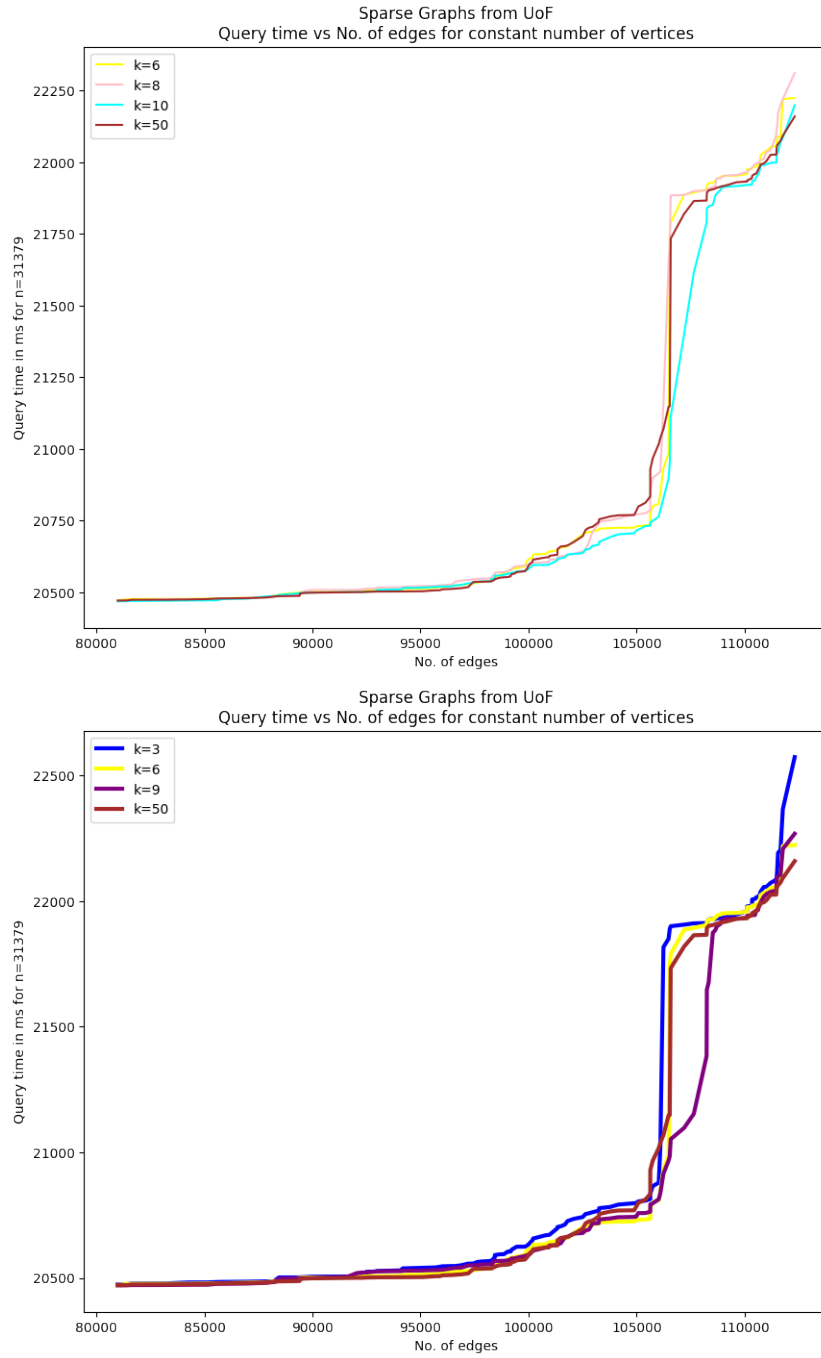 Sparse Graphs from UoF
Query time vs No. of edges for constant number of vertices
k=6
k=8
k=10
k=50
22250
22000
21750
21500
21250
21000
20750
20500
Query time in ms for n=31379
80000 85000 90000 95000 100000 105000 110000
No. of edges
Sparse Graphs from UoF
Query time vs No. of edges for constant number of vertices
k=3
k=6
k=9
k=50
22500
22000
21500
21000
20500
Query time in ms for n=31379
80000 85000 90000 95000 100000 105000 110000
No. of edges